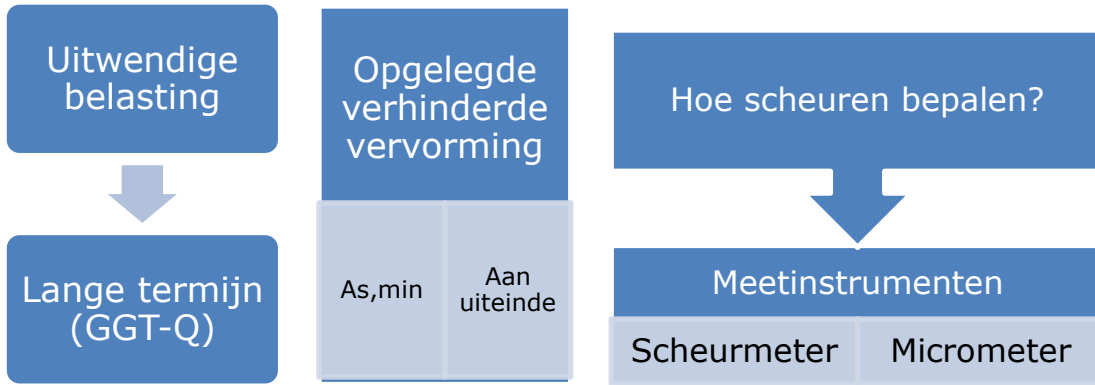 Uitwendige
belasting
Lange termijn
(GGT-Q)
Opgelegde
verhinderde
vervorming
As,min
Aan
uiteinde
Hoe scheuren bepalen?
Meetinstrumenten
Scheurmeter
Micrometer